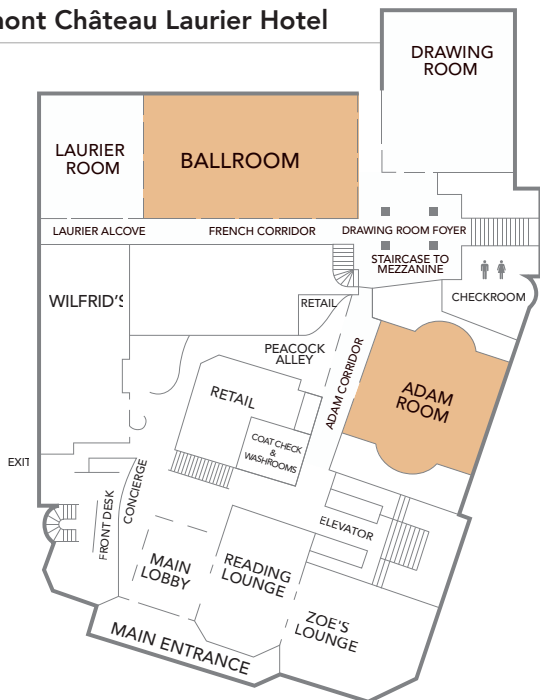 mont Château Laurier Hotel
DRAWING
ROOM
LAURIER
ROOM
BALLROOM
LAURIER ALCOVE
FRENCH CORRIDOR
DRAWING ROOM FOYER
STAIRCASE TO
MEZZANINE
WILFRID'S
RETAIL
CHECKROOM
PEACOCK
ALLEY
ADAM CORRIDOR
RETAIL
ADAM
ROOM
COAT CHECK
&
WASHROOMS
EXIT
FRONT DESK
CONCIERGE
ELEVATOR
MAIN
LOBBY
READING
LOUNGE
ZOE'S
LOUNGE
MAIN ENTRANCE